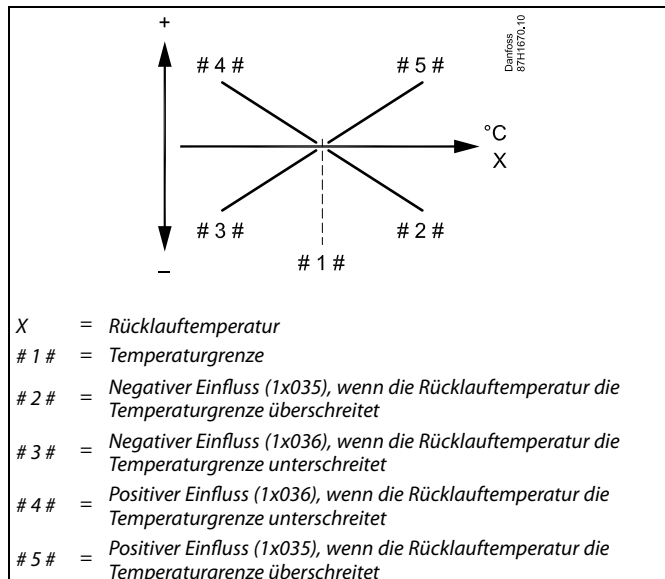 +
Danfoss
87H1670.10
# 4 #
# 5 #
°C
X
# 3 #
# 2 #
–
# 1 #
X = Rücklauftemperatur
# 1 # = Temperaturgrenze
# 2 # = Negativer Einfluss (1x035), wenn die Rücklauftemperatur die
Temperaturgrenze überschreitet
# 3 # = Negativer Einfluss (1x036), wenn die Rücklauftemperatur die
Temperaturgrenze unterschreitet
# 4 # = Positiver Einfluss (1x036), wenn die Rücklauftemperatur die
Temperaturgrenze unterschreitet
# 5 # = Positiver Einfluss (1x035), wenn die Rücklauftemperatur die
Temperaturgrenze überschreitet